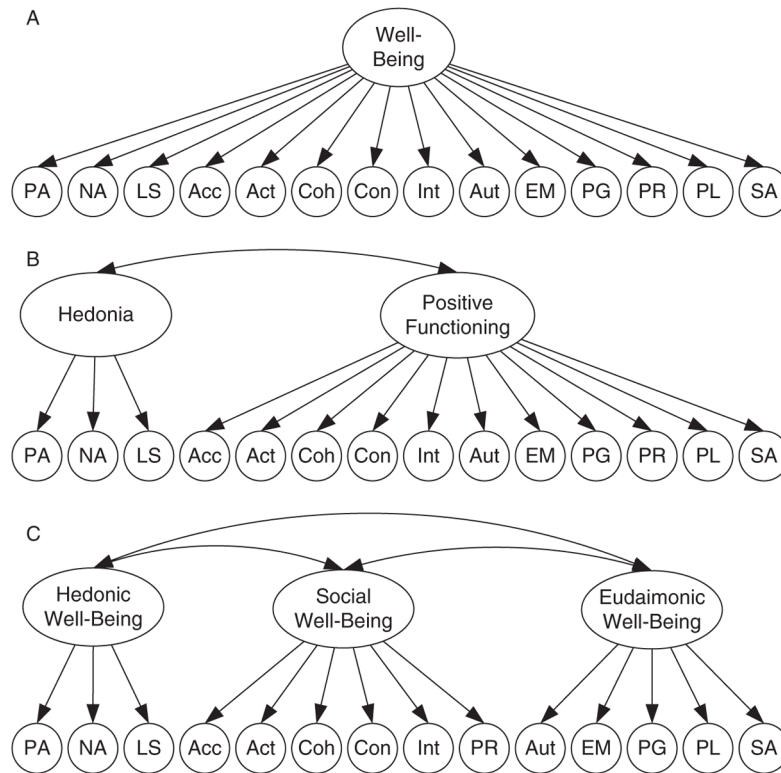 A
Well-
Being
PA NA LS Acc Act Coh Con Int Aut EM PG PR PL SA
B
Hedonia
Positive
Functioning
PA NA LS Acc Act Coh Con Int Aut EM PG PR PL SA
C
Hedonic
Well-Being
Social
Well-Being
Eudaimonic
Well-Being
PA NA LS Acc Act Coh Con Int PR Aut EM PG PL SA